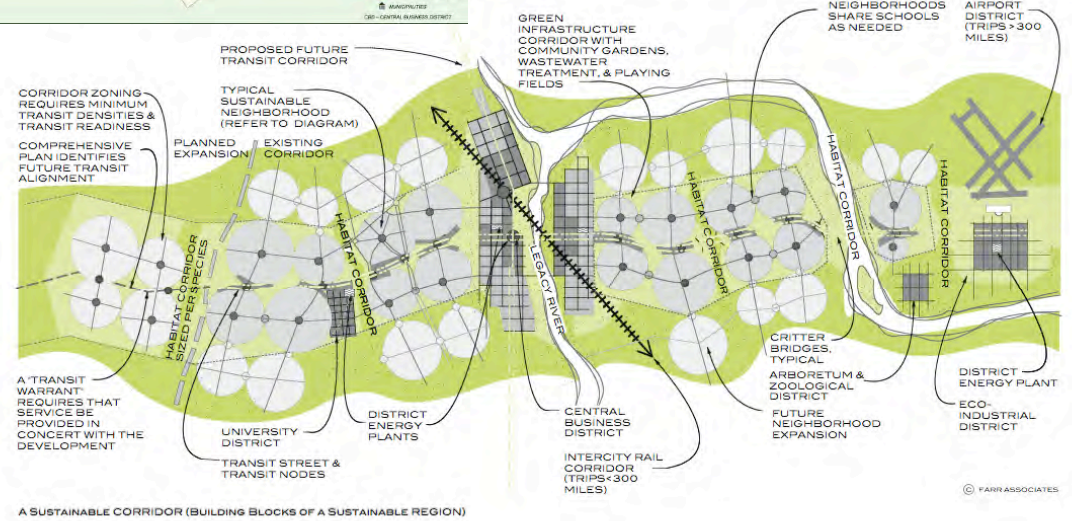 MUNICIPALITIES
CBD – CENTRAL BUSINESS DISTRICT
PROPOSED FUTURE
TRANSIT CORRIDOR
GREEN
INFRASTRUCTURE
CORRIDOR WITH
COMMUNITY GARDENS,
WASTEWATER
TREATMENT, & PLAYING
FIELDS
NEIGHBORHOODS
SHARE SCHOOLS
AS NEEDED
AIRPORT
DISTRICT
(TRIPS > 300
MILES)
CORRIDOR ZONING
REQUIRES MINIMUM
TRANSIT DENSITIES &
TRANSIT READINESS
TYPICAL
SUSTAINABLE
NEIGHBORHOOD
(REFER TO DIAGRAM)
COMPREHENSIVE
PLAN IDENTIFIES
FUTURE TRANSIT
ALIGNMENT
PLANNED
EXPANSION
EXISTING
CORRIDOR
HABITAT CORRIDOR
SIZED PER SPECIES
HABITAT CORRIDOR
LEGACY RIVER
HABITAT CORRIDOR
HABITAT CORRIDOR
HABITAT CORRIDOR
A "TRANSIT
WARRANT"
REQUIRES THAT
SERVICE BE
PROVIDED IN
CONCERT WITH THE
DEVELOPMENT
UNIVERSITY
DISTRICT
TRANSIT STREET &
TRANSIT NODES
DISTRICT
ENERGY
PLANTS
CENTRAL
BUSINESS
DISTRICT
INTERCITY RAIL
CORRIDOR
(TRIPS<300
MILES)
CRITTER
BRIDGES,
TYPICAL
ARBORETUM &
ZOOLOGICAL
DISTRICT
FUTURE
NEIGHBORHOOD
EXPANSION
DISTRICT
ENERGY PLANT
ECO-
INDUSTRIAL
DISTRICT
© FARR ASSOCIATES
A SUSTAINABLE CORRIDOR (BUILDING BLOCKS OF A SUSTAINABLE REGION)